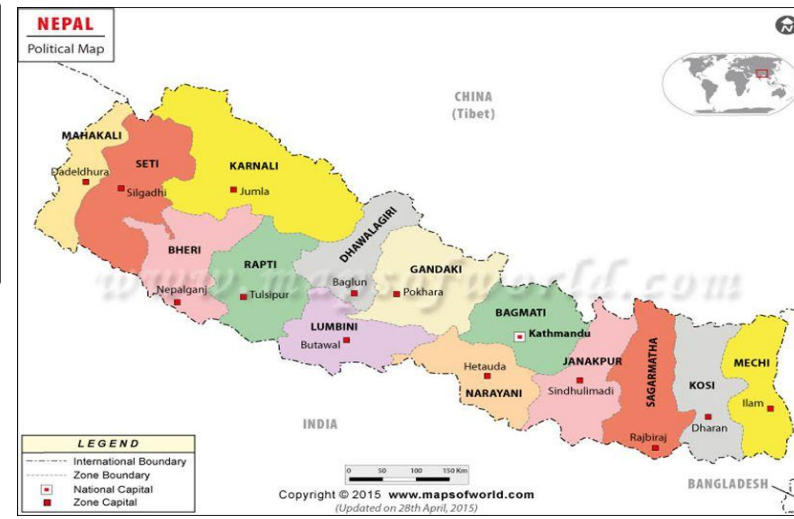 NEPAL
Political Map
N
CHINA
(Tibet)
MAHAKALI
Dadeldhura
SETI
Silgadhi
KARNALI
Jumla
BHERI
Nepalganj
RAPTI
Tulsipur
DHAWALAGIRI
Baglun
GANDAKI
Pokhara
LUMBINI
Butawal
BAGMATI
Kathmandu
Hetauda
NARAYANI
JANAKPUR
Sindhulimadi
SAGARMATHA
Rajbiraj
KOSI
Dharan
MECHI
Ilam
www.mapsofworld.com
INDIA
BANGLADESH
LEGEND
International Boundary
Zone Boundary
National Capital
Zone Capital
0 50 100 150 Km
Copyright © 2015 www.mapsofworld.com
(Updated on 28th April, 2015)